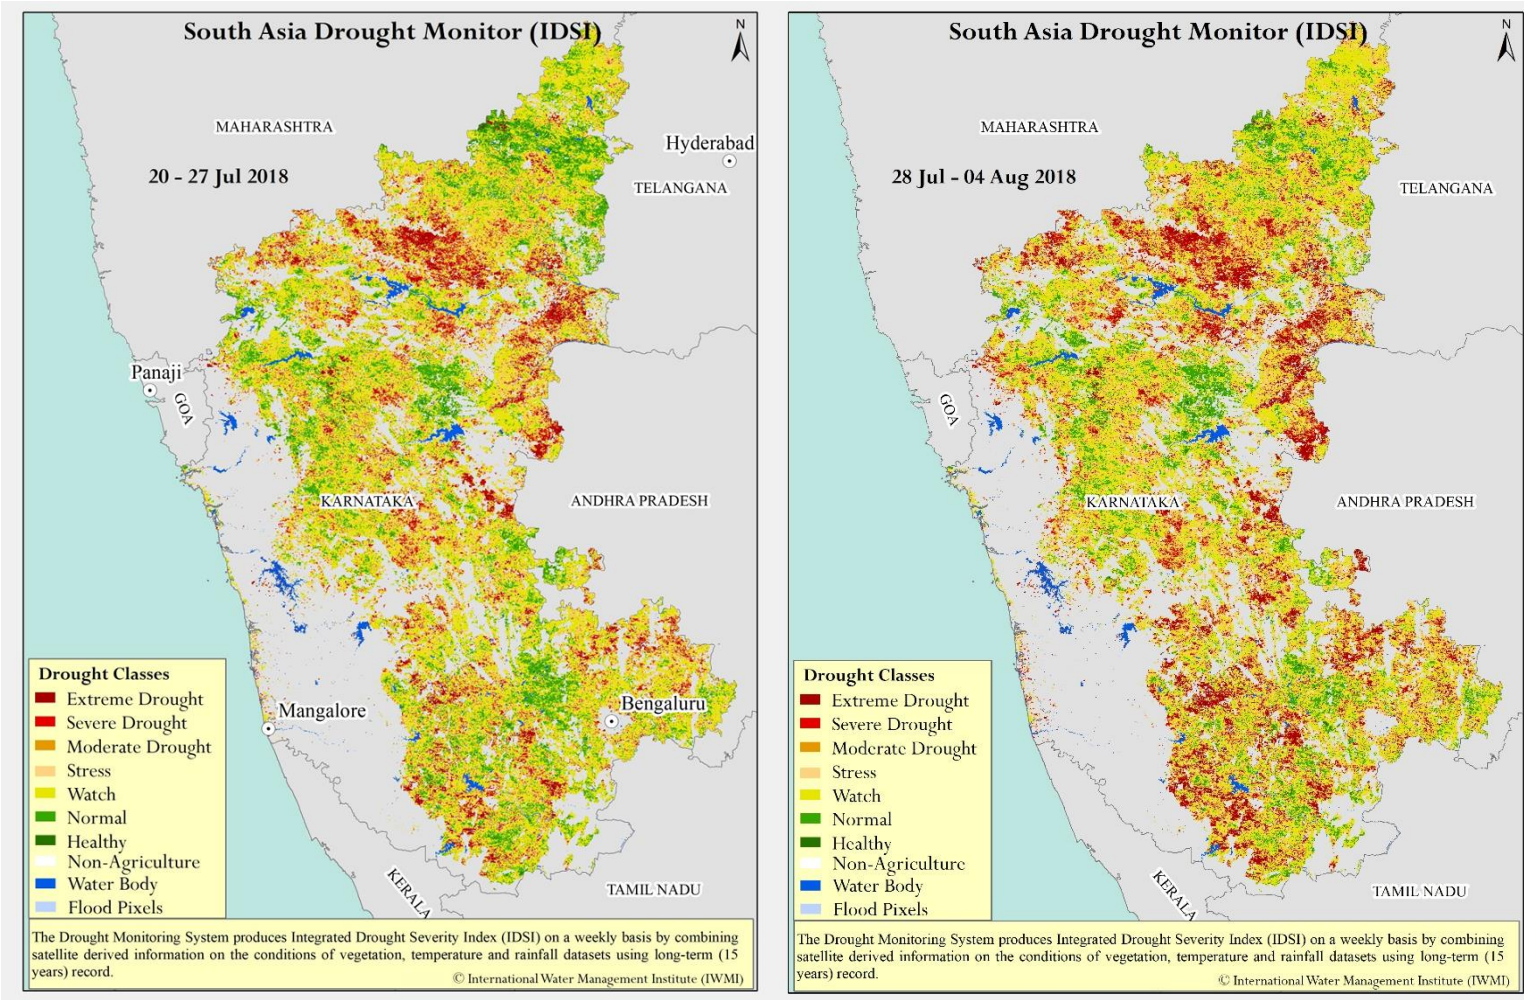 South Asia Drought Monitor (IDSI)
N
MAHARASHTRA
Hyderabad
20 - 27 Jul 2018
TELANGANA
Panaji
GOA
KARNATAKA
ANDHRA PRADESH
Mangalore
Bengaluru
KERALA
TAMIL NADU
Drought Classes
Extreme Drought
Severe Drought
Moderate Drought
Stress
Watch
Normal
Healthy
Non-Agriculture
Water Body
Flood Pixels
The Drought Monitoring System produces Integrated Drought Severity Index (IDSI) on a weekly basis by combining
satellite derived information on the conditions of vegetation, temperature and rainfall datasets using long-term (15
years) record.
© International Water Management Institute (IWMI)
South Asia Drought Monitor (IDSI)
N
MAHARASHTRA
28 Jul - 04 Aug 2018
TELANGANA
GOA
KARNATAKA
ANDHRA PRADESH
KERALA
TAMIL NADU
Drought Classes
Extreme Drought
Severe Drought
Moderate Drought
Stress
Watch
Normal
Healthy
Non-Agriculture
Water Body
Flood Pixels
The Drought Monitoring System produces Integrated Drought Severity Index (IDSI) on a weekly basis by combining
satellite derived information on the conditions of vegetation, temperature and rainfall datasets using long-term (15
years) record.
© International Water Management Institute (IWMI)